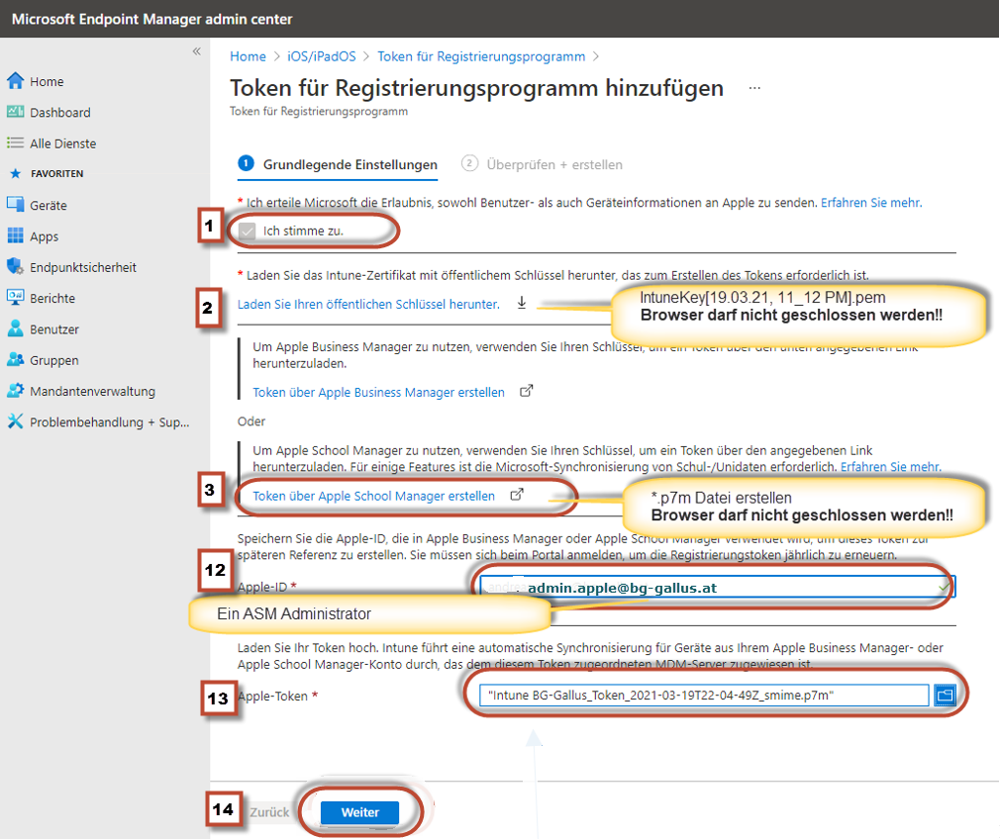 Microsoft Endpoint Manager admin center
«
Home > iOS/iPadOS > Token für Registrierungsprogramm >
Token für Registrierungsprogramm hinzufügen ...
Token für Registrierungsprogramm
Home
Dashboard
Alle Dienste
FAVORITEN
Geräte
Apps
Endpunktsicherheit
Berichte
Benutzer
Gruppen
Mandantenverwaltung
Problembehandlung + Sup...
1 Grundlegende Einstellungen
2 Überprüfen + erstellen
* Ich erteile Microsoft die Erlaubnis, sowohl Benutzer- als auch Geräteinformationen an Apple zu senden. Erfahren Sie mehr.
1
Ich stimme zu.
* Laden Sie das Intune-Zertifikat mit öffentlichem Schlüssel herunter, das zum Erstellen des Tokens erforderlich ist.
2
Laden Sie Ihren öffentlichen Schlüssel herunter.
IntuneKey[19.03.21, 11_12 PM].pem
Browser darf nicht geschlossen werden!!
Um Apple Business Manager zu nutzen, verwenden Sie Ihren Schlüssel, um ein Token über den unten angegebenen Link
herunterzuladen.
Token über Apple Business Manager erstellen
Oder
Um Apple School Manager zu nutzen, verwenden Sie Ihren Schlüssel, um ein Token über den angegebenen Link
herunterzuladen. Für einige Features ist die Microsoft-Synchronisierung von Schul-/Unidaten erforderlich. Erfahren Sie mehr.
3
Token über Apple School Manager erstellen
*.p7m Datei erstellen
Browser darf nicht geschlossen werden!!
Speichern Sie die Apple-ID, die in Apple Business Manager oder Apple School Manager verwendet wird, um dieses Token zur
späteren Referenz zu erstellen. Sie müssen sich beim Portal anmelden, um die Registrierungstoken jährlich zu erneuern.
12
Apple-ID *
admin.apple@bg-gallus.at
Ein ASM Administrator
Laden Sie Ihr Token hoch. Intune führt eine automatische Synchronisierung für Geräte aus Ihrem Apple Business Manager- oder
Apple School Manager-Konto durch, das dem diesem Token zugeordneten MDM-Server zugewiesen ist.
13
Apple-Token *
"Intune BG-Gallus_Token_2021-03-19T22-04-49Z_smime.p7m"
14
Zurück
Weiter